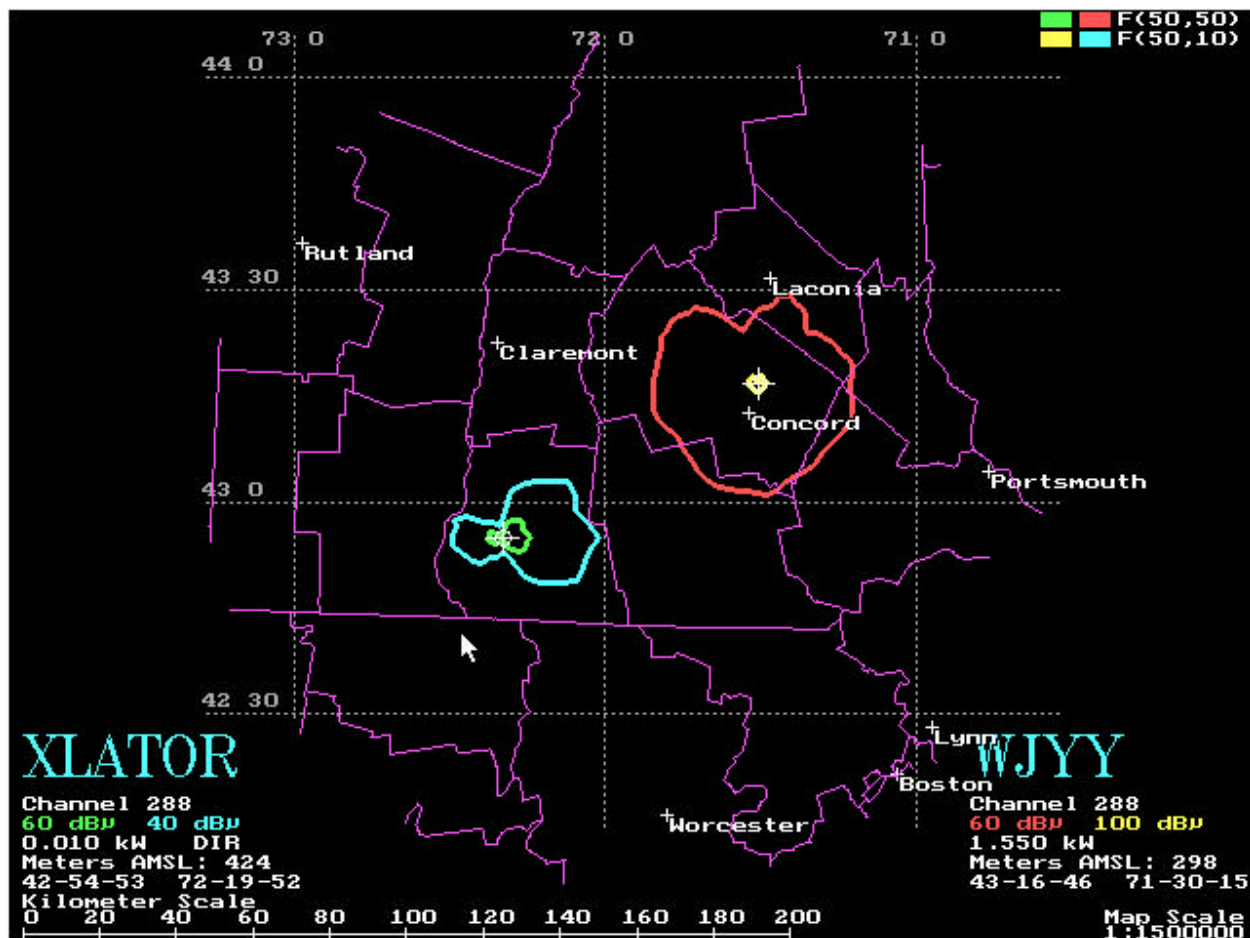 F(50,50)
73 0 72 0 71 0 F(50,10)
44 0
Rutland
43 30
Laconia
Claremont
Concord
43 0
Portsmouth
42 30
XLATOR
Lynn
WJYY
Boston
Channel 288
60 dBµ 40 dBµ
0.010 kW DIR
Meters AMSL: 424
42-54-53 72-19-52
Kilometer Scale
0 20 40 60 80 100 120 140 160 180 200
Worcester
Channel 288
60 dBµ 100 dBµ
1.550 kW
Meters AMSL: 298
43-16-46 71-30-15
Map Scale
1:1500000